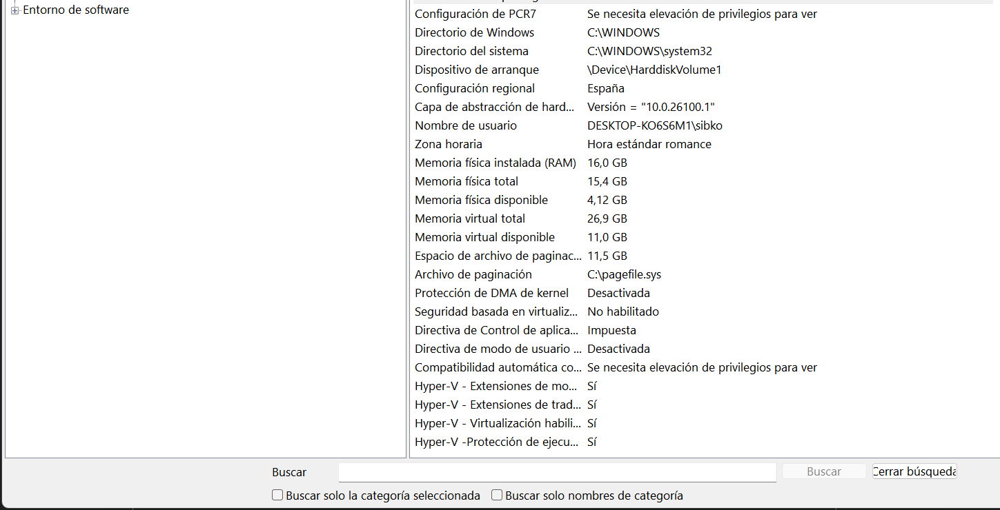 Entorno de software
Configuración de PCR7 Se necesita elevación de privilegios para ver
Directorio de Windows C:\WINDOWS
Directorio del sistema C:\WINDOWS\system32
Dispositivo de arranque \Device\HarddiskVolume1
Configuración regional España
Capa de abstracción de hard... Versión = "10.0.26100.1"
Nombre de usuario DESKTOP-KO6S6M1\sibko
Zona horaria Hora estándar romance
Memoria física instalada (RAM) 16,0 GB
Memoria física total 15,4 GB
Memoria física disponible 4,12 GB
Memoria virtual total 26,9 GB
Memoria virtual disponible 11,0 GB
Espacio de archivo de paginac... 11,5 GB
Archivo de paginación C:\pagefile.sys
Protección de DMA de kernel Desactivada
Seguridad basada en virtualiz... No habilitado
Directiva de Control de aplica... Impuesta
Directiva de modo de usuario ... Desactivada
Compatibilidad automática co... Se necesita elevación de privilegios para ver
Hyper-V - Extensiones de mo... Sí
Hyper-V - Extensiones de trad... Sí
Hyper-V - Virtualización habili... Sí
Hyper-V -Protección de ejecu... Sí
Buscar Buscar Cerrar búsqueda
Buscar solo la categoría seleccionada Buscar solo nombres de categoría